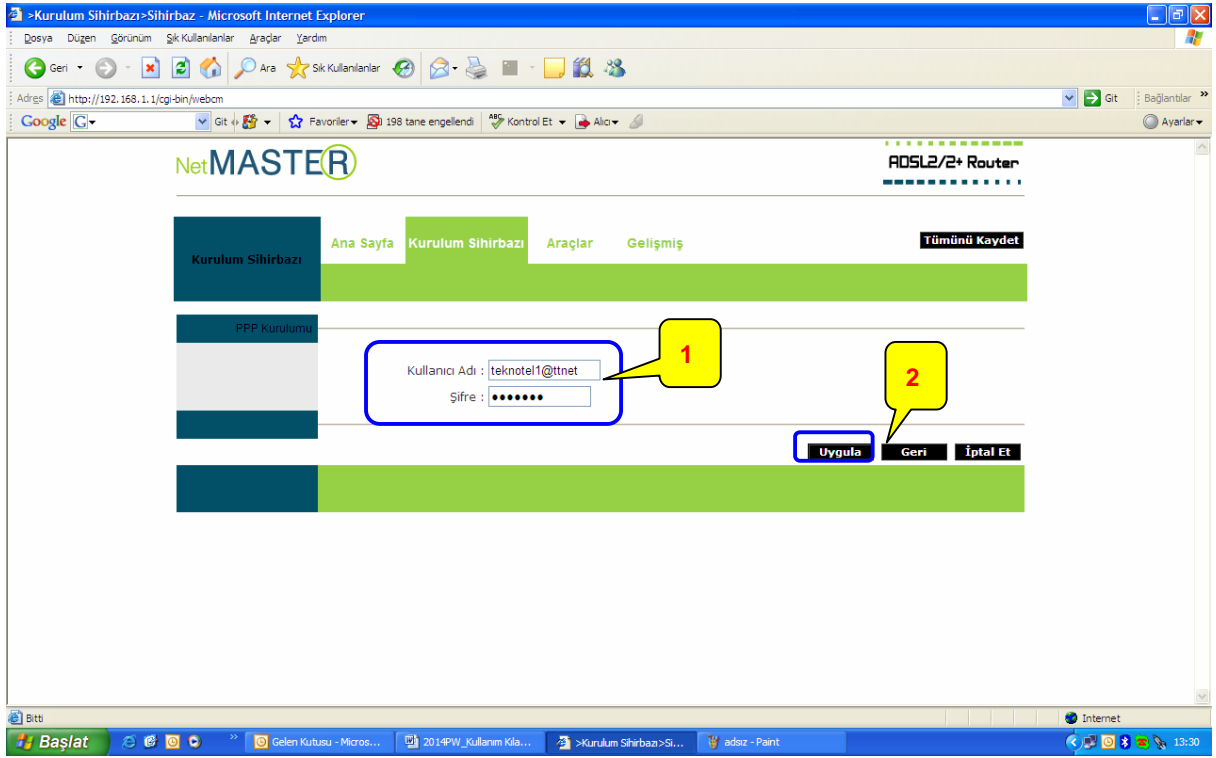 >Kurulum Sihirbazı>Sihirbaz - Microsoft Internet Explorer
Dosya Düzen Görünüm Sık Kullanılanlar Araçlar Yardım
Geri Ara Sık Kullanılanlar
Adres http://192.168.1.1/cgi-bin/webcm Git Bağlantılar »
Google G Git Favoriler 198 tane engellendi ABC Kontrol Et Alıcı Ayarlar
NetMASTER
ADSL2/2+ Router
Kurulum Sihirbazı
Ana Sayfa Kurulum Sihirbazı Araçlar Gelişmiş
Tümünü Kaydet
PPP Kurulumu
Kullanıcı Adı : teknotel1@ttnet
Şifre : •••••••
1
2
Uygula Geri İptal Et
Bitti Internet
Başlat » Gelen Kutusu - Micros... 2014PW_Kullanım Kıla... >Kurulum Sihirbazı>Si... adsız - Paint 13:30